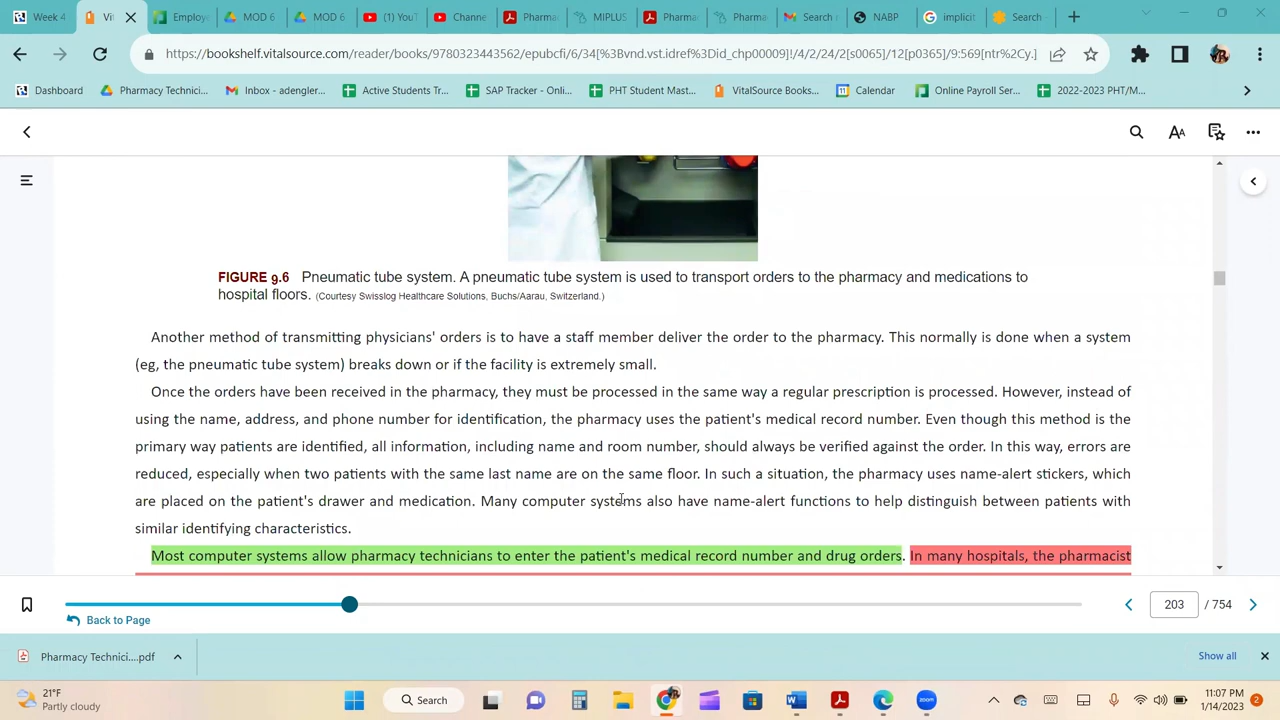 Week 4
Vi
Employe
MOD 6
MOD 6
(1) You
Channe
Pharma
MIPLUS
Pharma
Pharma
Search r
NABP
implicit
Search -
https://bookshelf.vitalsource.com/reader/books/9780323443562/epubcfi/6/34[%3Bvnd.vst.idref%3Did_chp00009]!/4/2/24/2[s0065]/12[p0365]/9:569[ntr%2Cy.]
Dashboard
Pharmacy Technici...
Inbox - adengler...
Active Students Tr...
SAP Tracker - Onli...
PHT Student Mast...
VitalSource Books...
Calendar
Online Payroll Ser...
2022-2023 PHT/M...
FIGURE 9.6 Pneumatic tube system. A pneumatic tube system is used to transport orders to the pharmacy and medications to
hospital floors. (Courtesy Swisslog Healthcare Solutions, Buchs/Aarau, Switzerland.)
Another method of transmitting physicians' orders is to have a staff member deliver the order to the pharmacy. This normally is done when a system
(eg, the pneumatic tube system) breaks down or if the facility is extremely small.
Once the orders have been received in the pharmacy, they must be processed in the same way a regular prescription is processed. However, instead of
using the name, address, and phone number for identification, the pharmacy uses the patient's medical record number. Even though this method is the
primary way patients are identified, all information, including name and room number, should always be verified against the order. In this way, errors are
reduced, especially when two patients with the same last name are on the same floor. In such a situation, the pharmacy uses name-alert stickers, which
are placed on the patient's drawer and medication. Many computer systems also have name-alert functions to help distinguish between patients with
similar identifying characteristics.
Most computer systems allow pharmacy technicians to enter the patient's medical record number and drug orders. In many hospitals, the pharmacist
203 / 754
Back to Page
Pharmacy Technici....pdf
Show all
21°F
Partly cloudy
Search
zoom
11:07 PM
1/14/2023
2